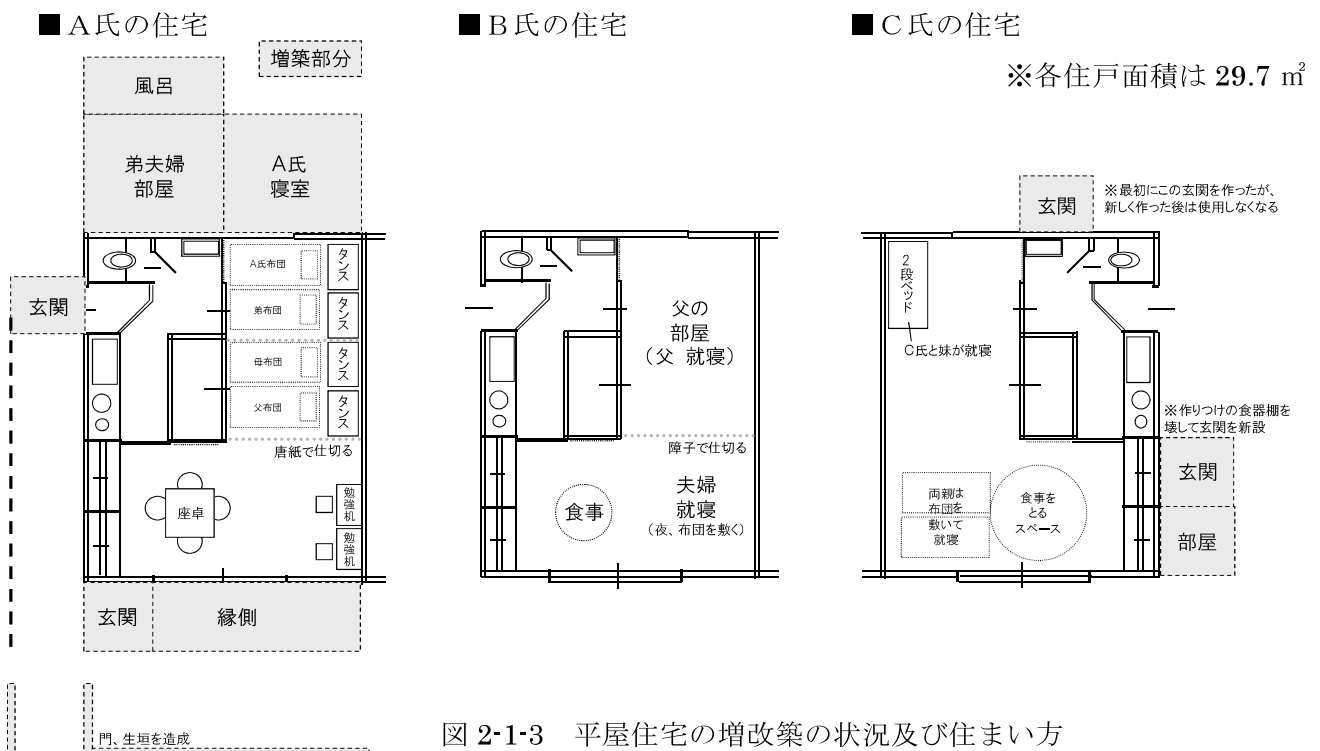 ■A氏の住宅
増築部分
風呂
弟夫婦
部屋
A氏
寝室
玄関
A氏布団
タンス
弟布団
タンス
母布団
タンス
父布団
タンス
唐紙で仕切る
座卓
勉強机
勉強机
玄関
縁側
門、生垣を造成
■B氏の住宅
父の
部屋
（父 就寝）
障子で仕切る
食事
夫婦
就寝
（夜、布団を敷く）
■C氏の住宅
※各住戸面積は 29.7 ㎡
玄関
※最初にこの玄関を作ったが、
新しく作った後は使用しなくなる
2段ベッド
C氏と妹が就寝
※作りつけの食器棚を
壊して玄関を新設
両親は
布団を
敷いて
就寝
食事を
とる
スペース
玄関
部屋
図 2-1-3 平屋住宅の増改築の状況及び住まい方